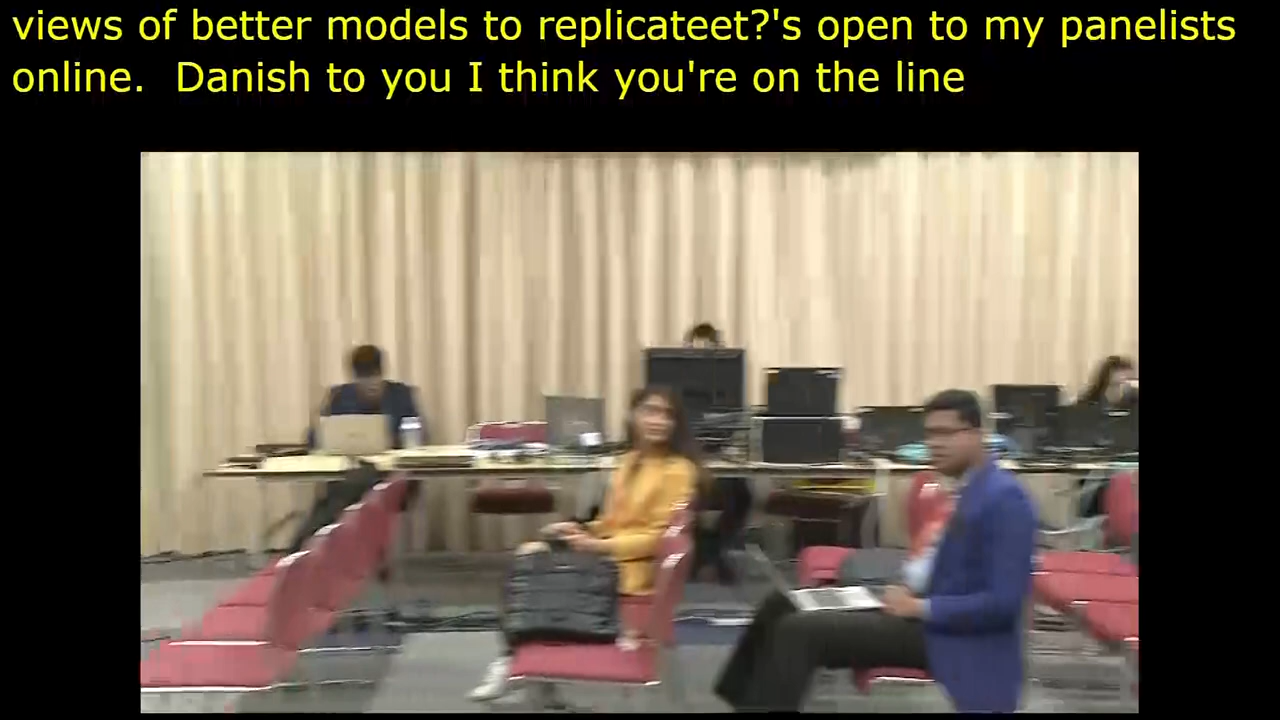 views of better models to replicateet?'s open to my panelists
online.  Danish to you I think you're on the line